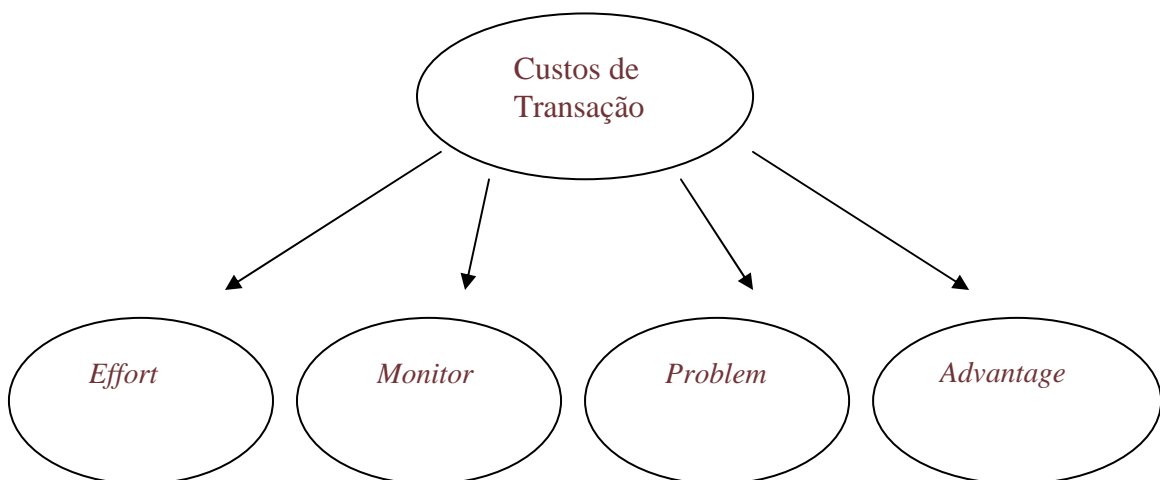 Custos de
Transação
Effort
Monitor
Problem
Advantage